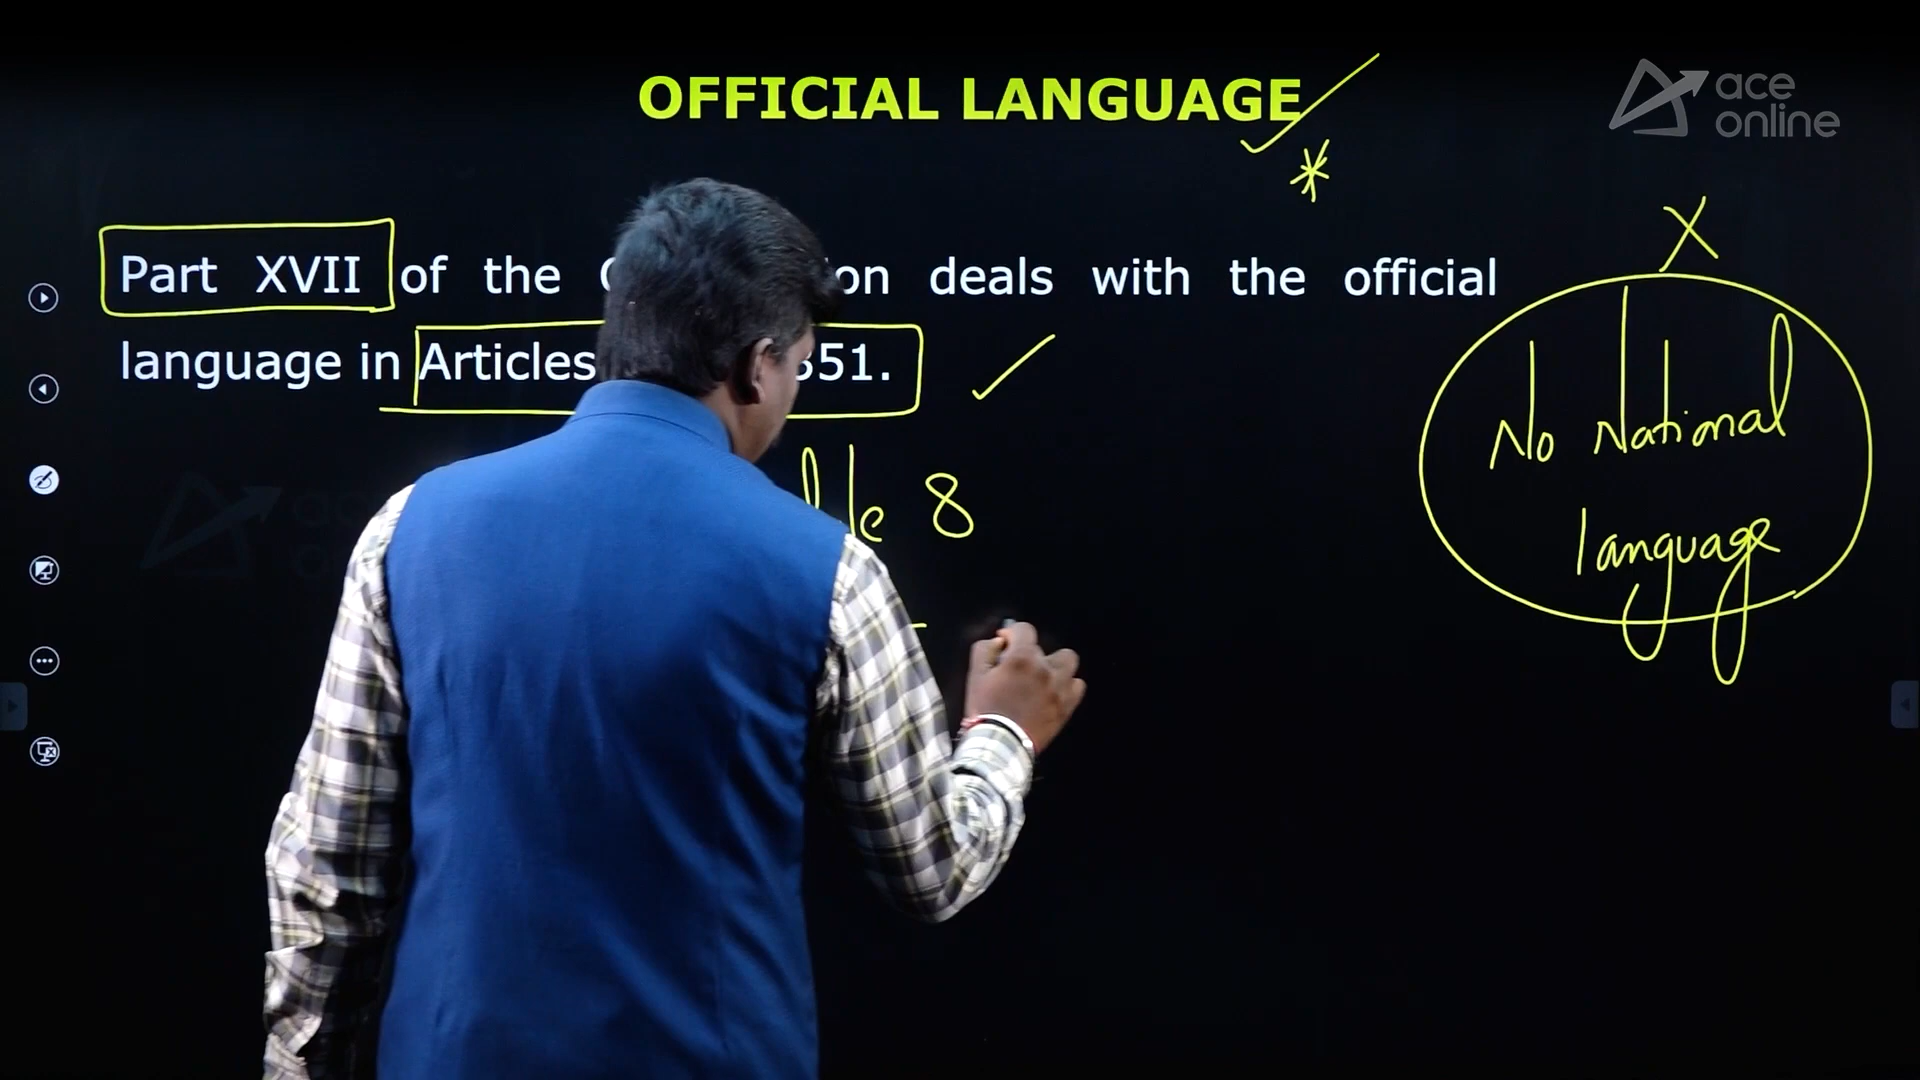 OFFICIAL LANGUAGE
ace
online
*
X
Part XVII of the on deals with the official
language in Articles 351.
No National
language
le 8